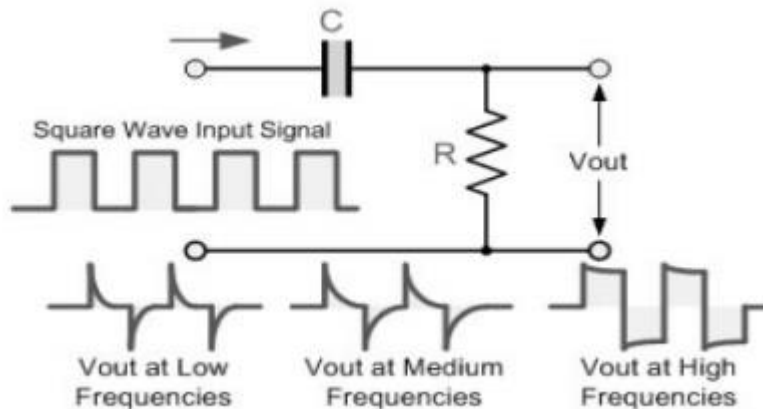 C
Square Wave Input Signal
R
Vout
Vout at Low
Frequencies
Vout at Medium
Frequencies
Vout at High
Frequencies